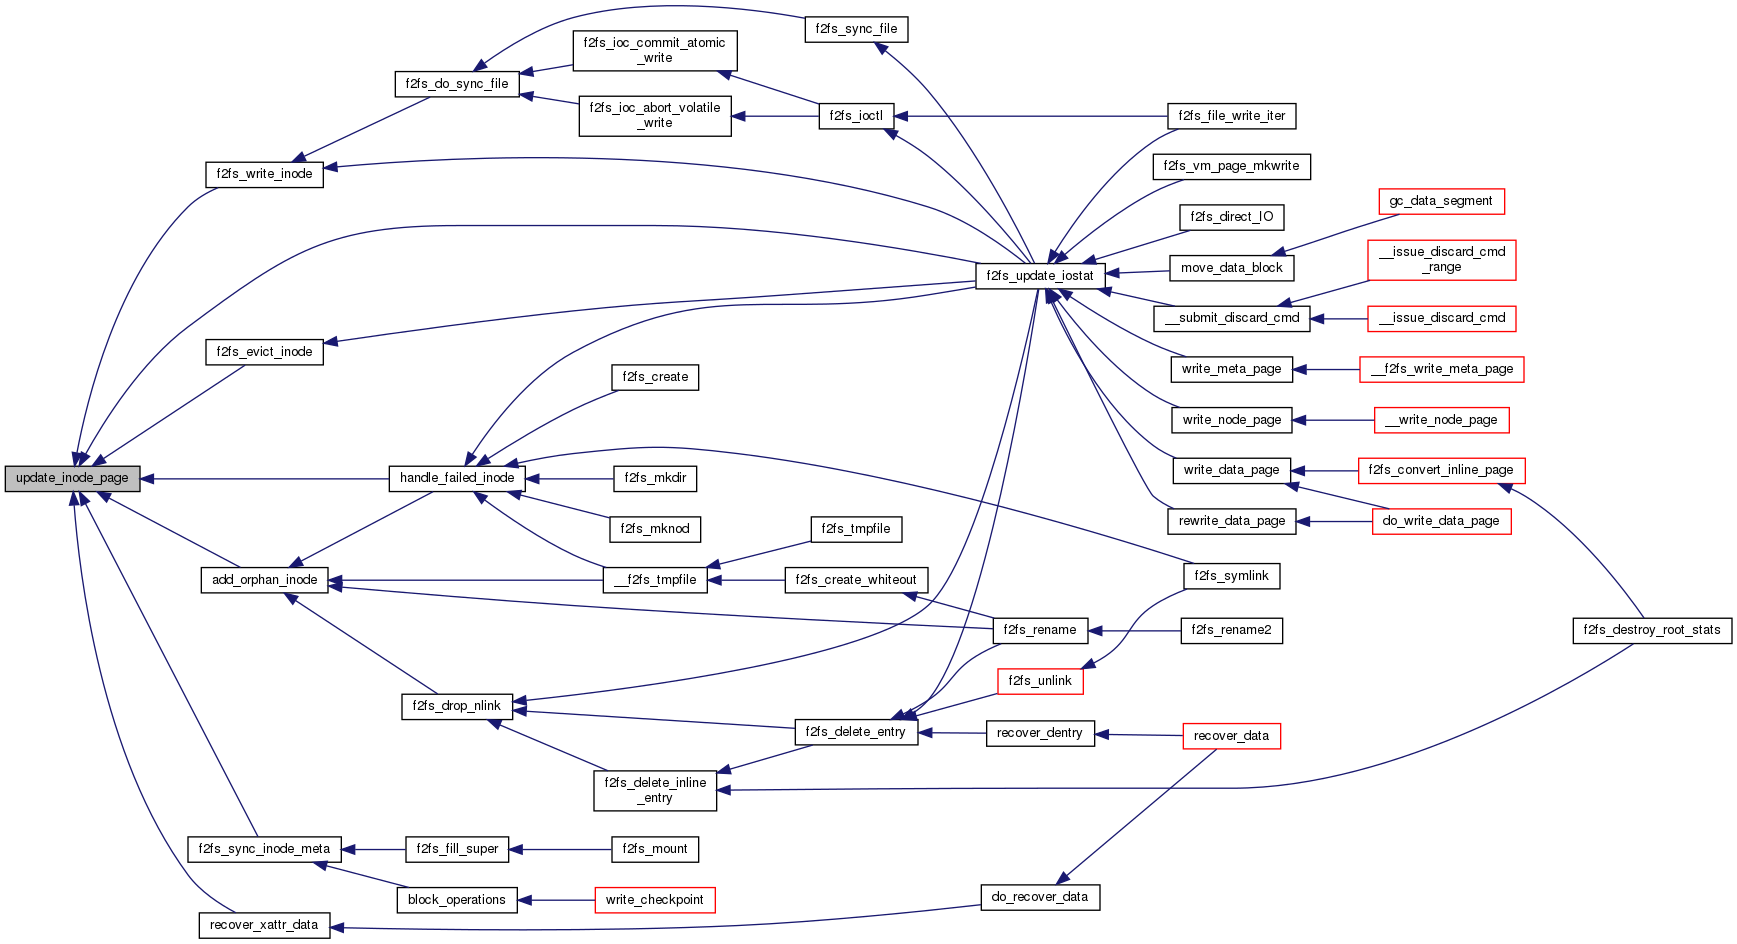 f2fs_sync_file
f2fs_ioc_commit_atomic
_write
f2fs_do_sync_file
f2fs_ioc_abort_volatile
_write
f2fs_ioctl
f2fs_file_write_iter
f2fs_write_inode
f2fs_vm_page_mkwrite
gc_data_segment
f2fs_direct_IO
__issue_discard_cmd
_range
move_data_block
f2fs_update_iostat
__submit_discard_cmd
__issue_discard_cmd
f2fs_evict_inode
write_meta_page
__f2fs_write_meta_page
f2fs_create
write_node_page
__write_node_page
update_inode_page
handle_failed_inode
f2fs_mkdir
write_data_page
f2fs_convert_inline_page
f2fs_mknod
f2fs_tmpfile
rewrite_data_page
do_write_data_page
add_orphan_inode
__f2fs_tmpfile
f2fs_create_whiteout
f2fs_symlink
f2fs_rename
f2fs_rename2
f2fs_destroy_root_stats
f2fs_unlink
f2fs_drop_nlink
f2fs_delete_entry
recover_dentry
recover_data
f2fs_delete_inline
_entry
f2fs_sync_inode_meta
f2fs_fill_super
f2fs_mount
block_operations
write_checkpoint
do_recover_data
recover_xattr_data